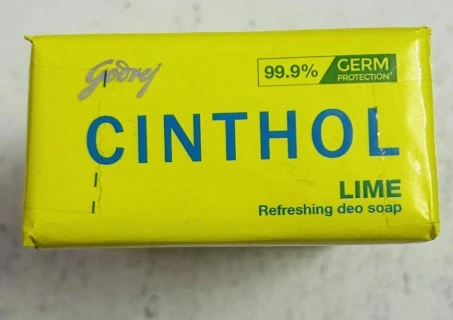 Godrej
99.9% GERM
PROTECTION*
CINTHOL
LIME
Refreshing deo soap